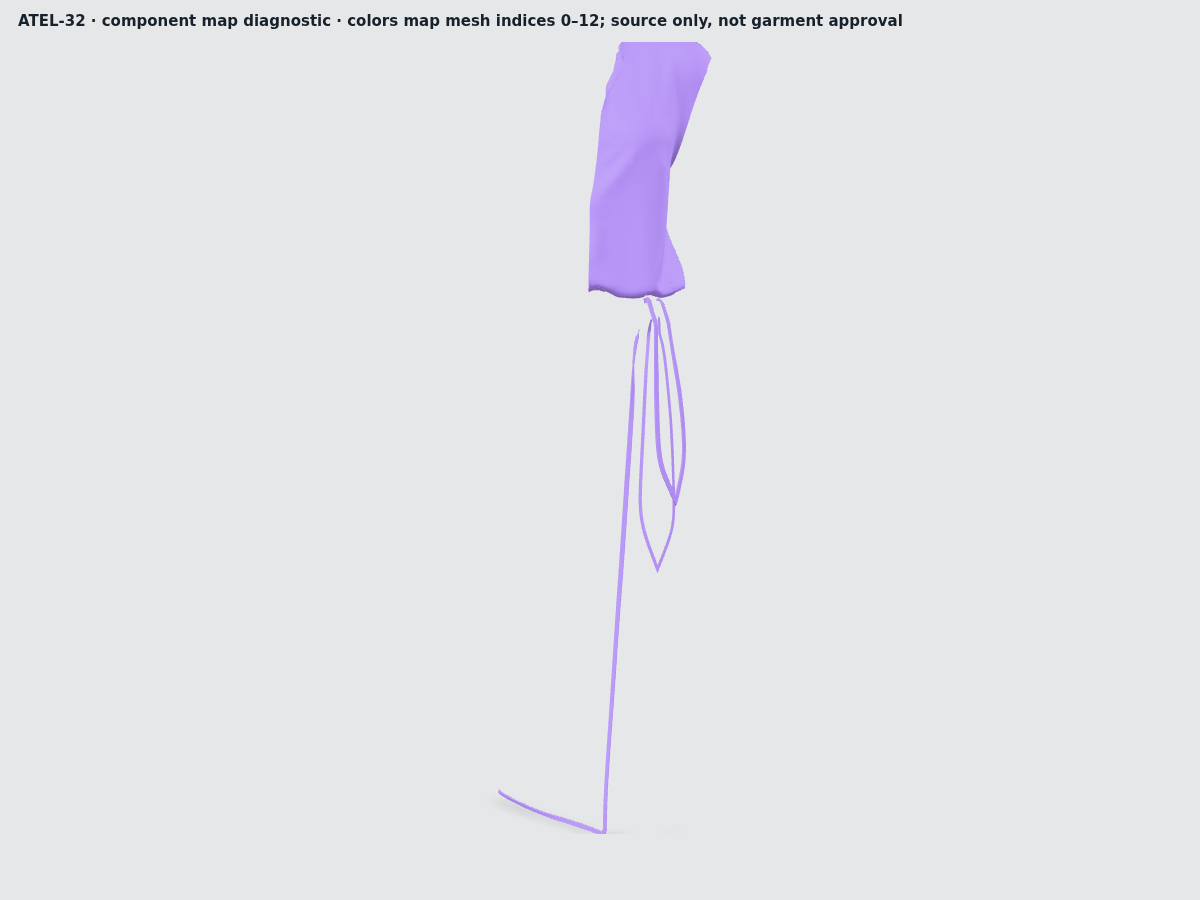 ATEL-32 · component map diagnostic · colors map mesh indices 0–12; source only, not garment approval